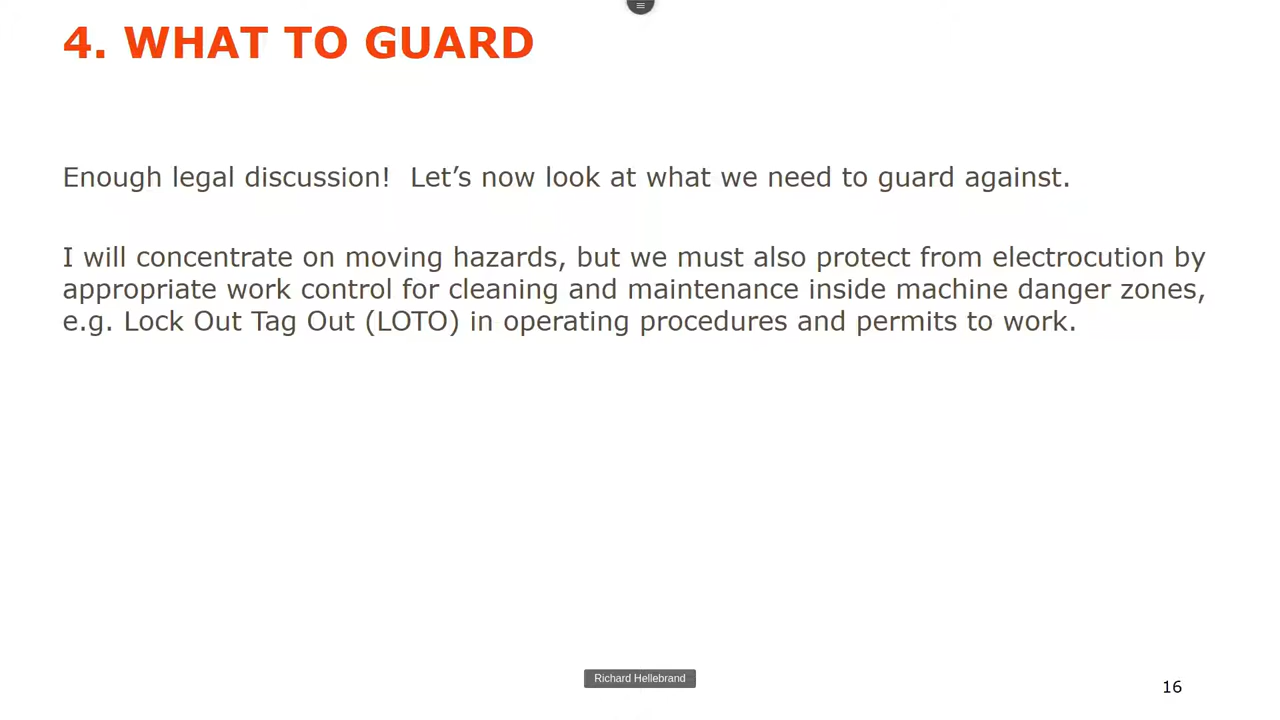 4. WHAT TO GUARD
Enough legal discussion!  Let’s now look at what we need to guard against.
I will concentrate on moving hazards, but we must also protect from electrocution by
appropriate work control for cleaning and maintenance inside machine danger zones,
e.g. Lock Out Tag Out (LOTO) in operating procedures and permits to work.
Richard Hellebrand
16